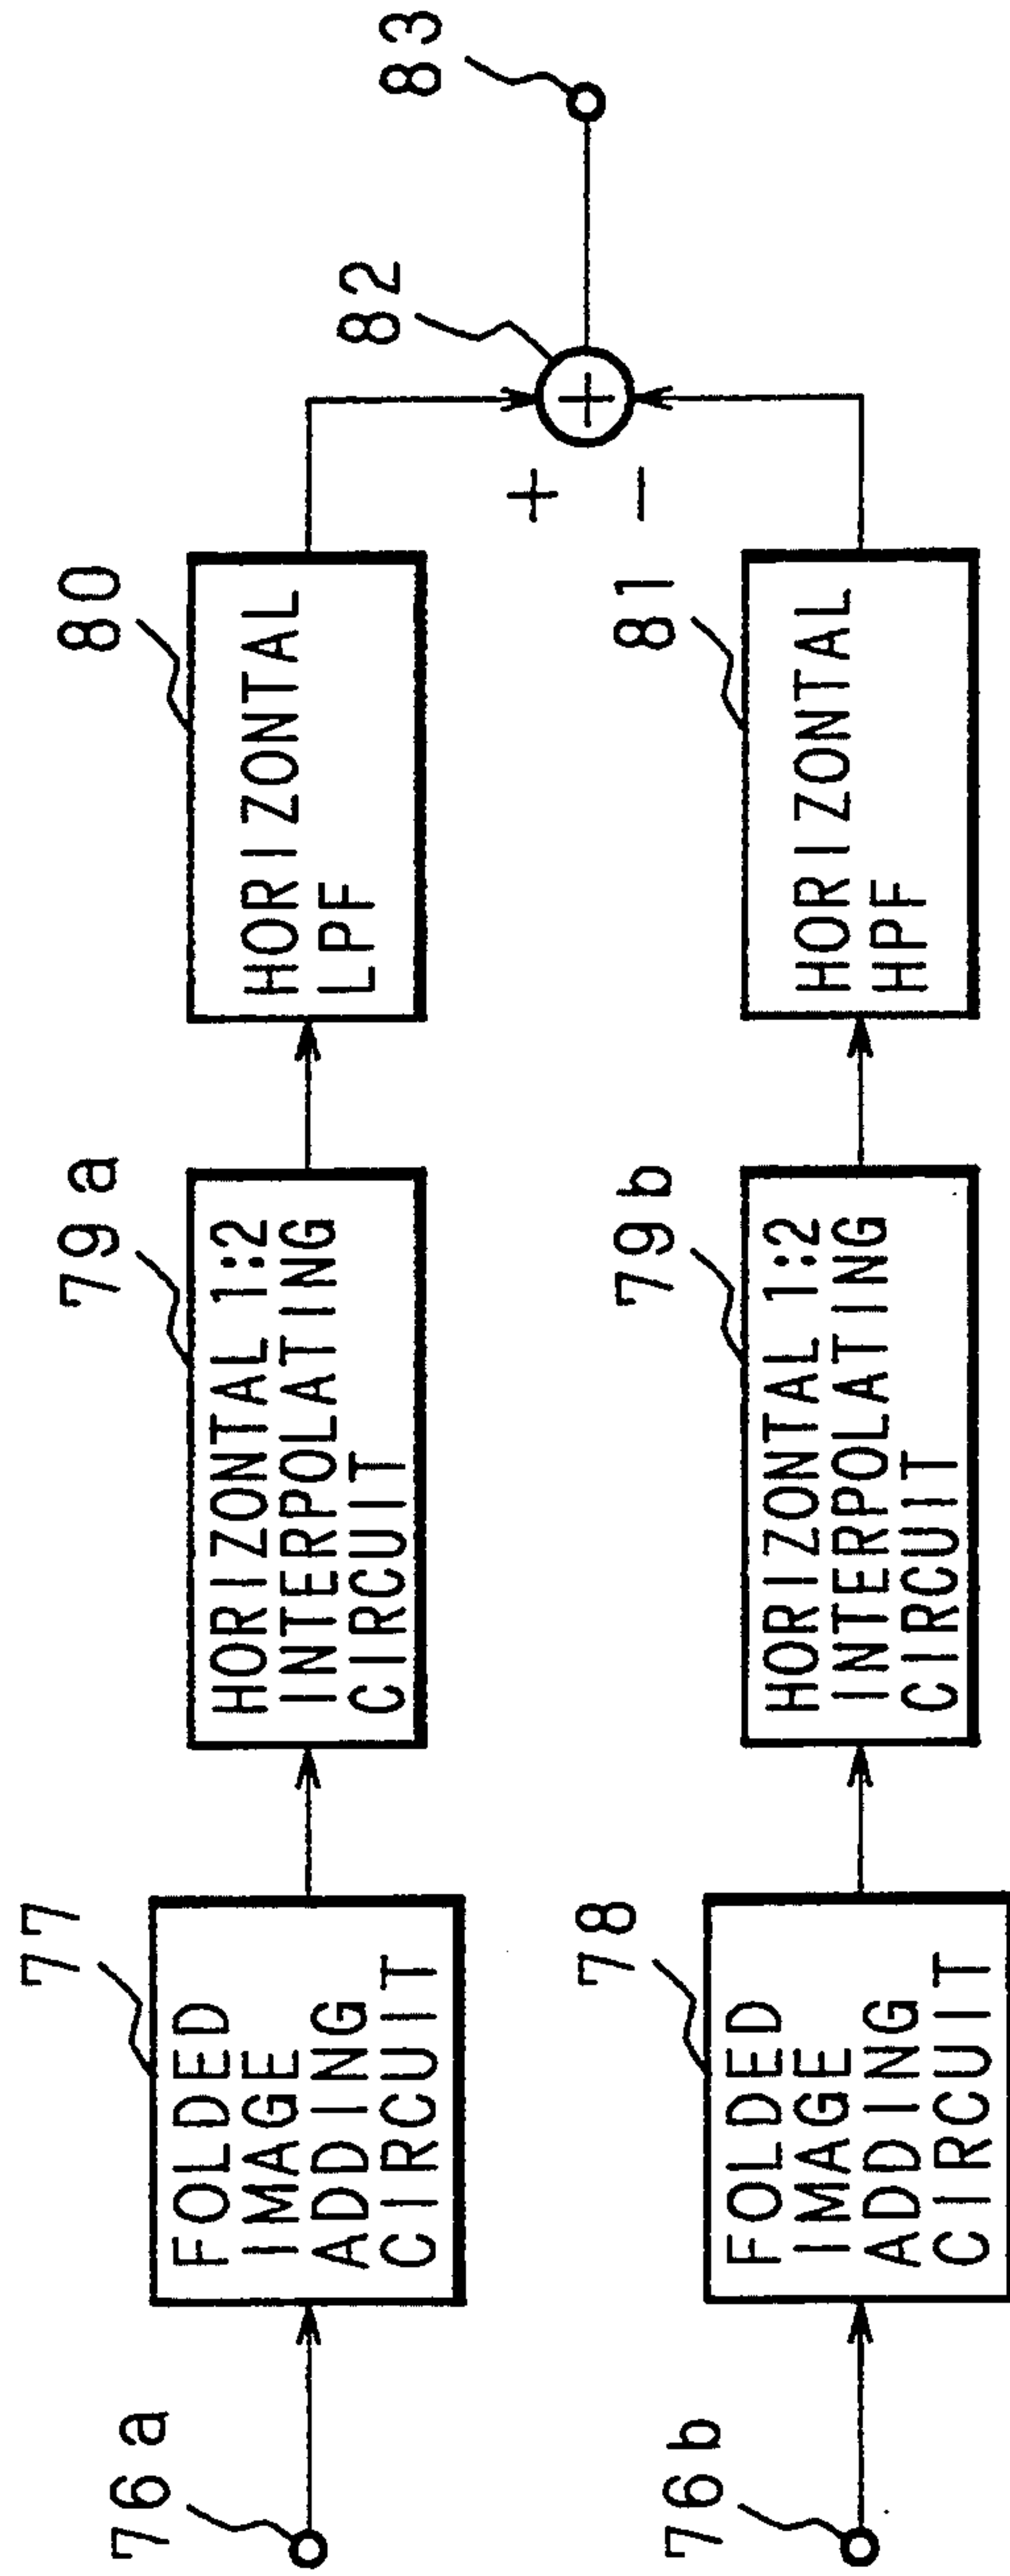 76a
77
FOLDED
IMAGE
ADDING
CIRCUIT
79a
HORIZONTAL 1:2
INTERPOLATING
CIRCUIT
80
HORIZONTAL
LPF
82
+
−
83
76b
78
FOLDED
IMAGE
ADDING
CIRCUIT
79b
HORIZONTAL 1:2
INTERPOLATING
CIRCUIT
81
HORIZONTAL
HPF